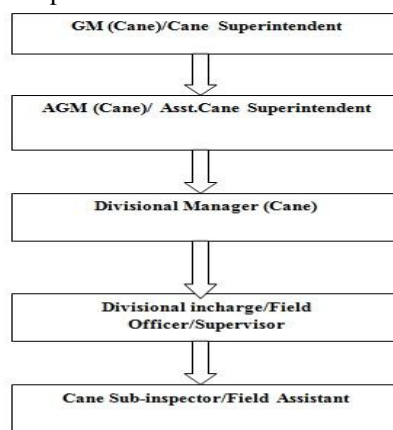 GM (Cane)/Cane Superintendent
AGM (Cane)/ Asst.Cane Superintendent
Divisional Manager (Cane)
Divisional incharge/Field
Officer/Supervisor
Cane Sub-inspector/Field Assistant